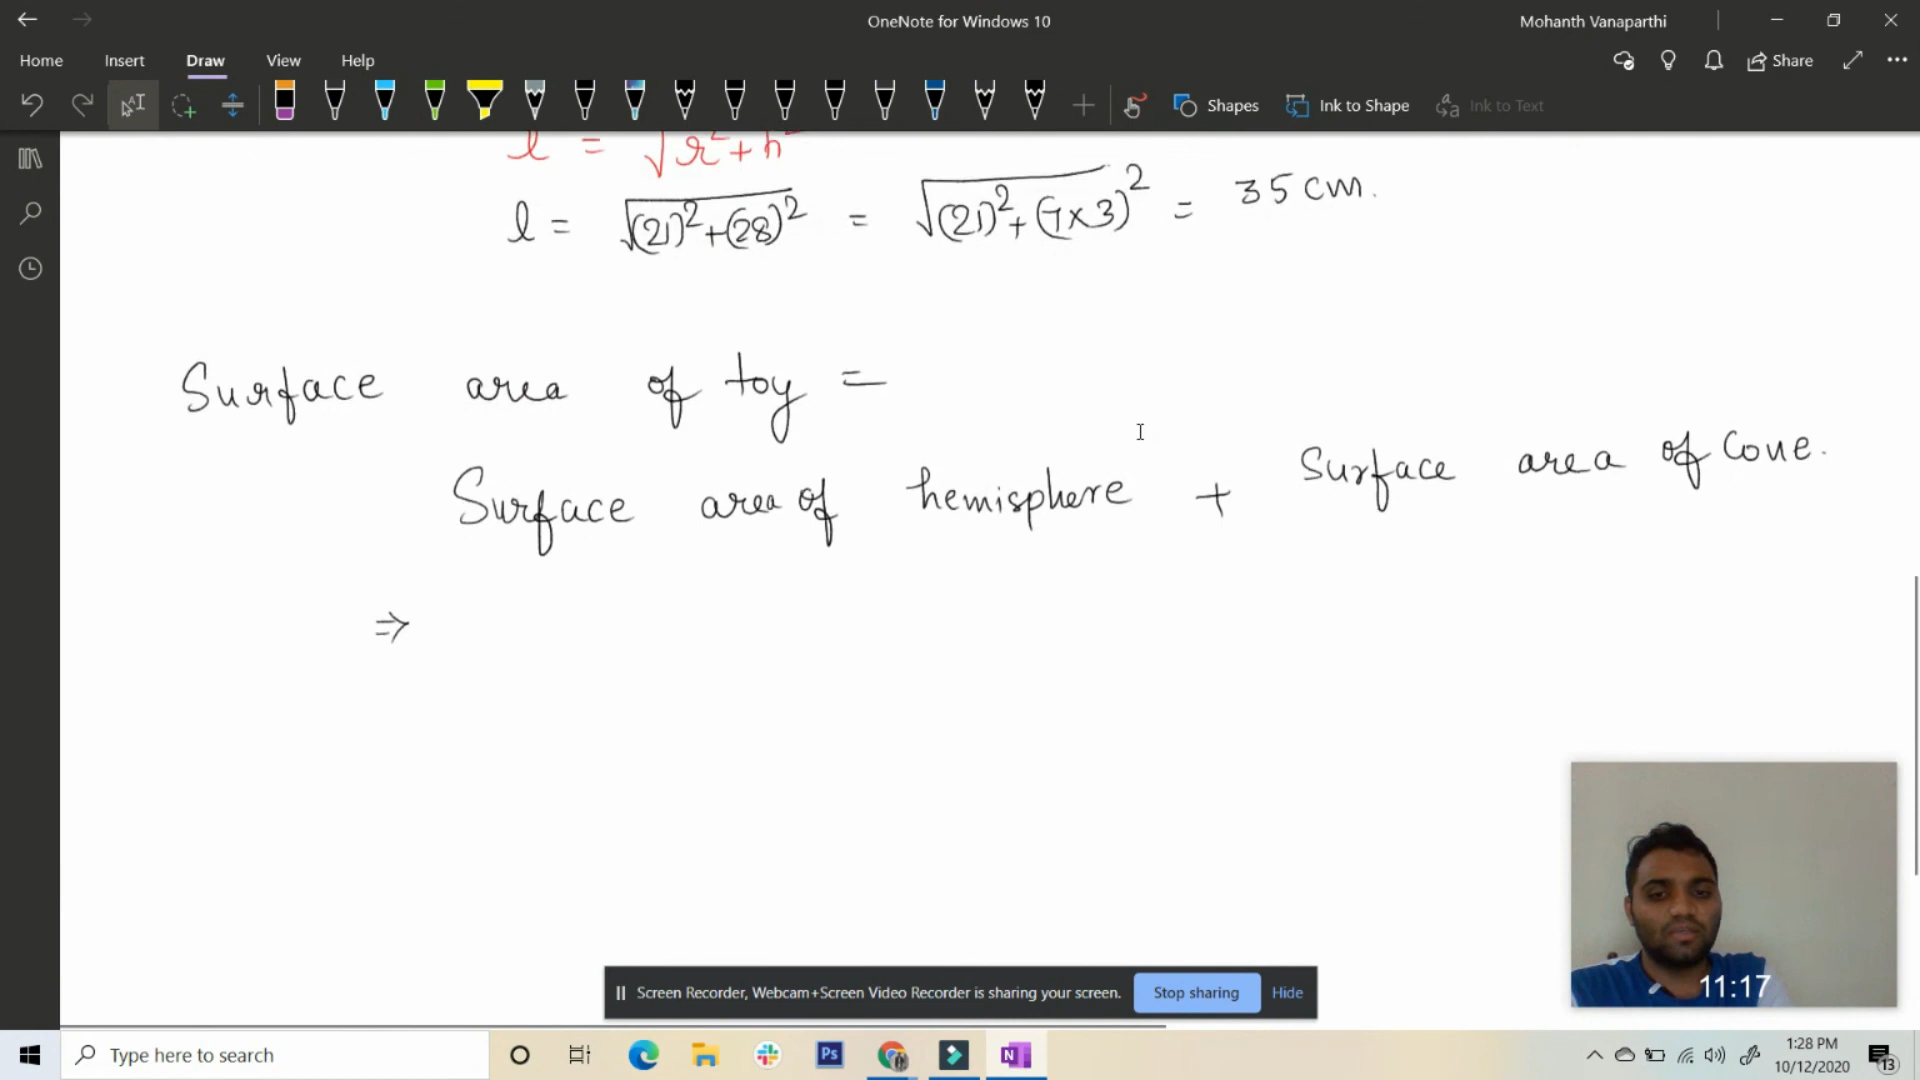 OneNote for Windows 10
Mohanth Vanaparthi
Home Insert Draw View Help
Share
Shapes Ink to Shape Ink to Text
l = √r²+h²
l = √(21)²+(28)² = √(21)²+(7x3)² = 35 cm.
Surface area of toy =
Surface area of hemisphere + Surface area of Cone.
⇒
11:17
Screen Recorder, Webcam+Screen Video Recorder is sharing your screen. Stop sharing Hide
Type here to search
Ps
N
1:28 PM
10/12/2020
13